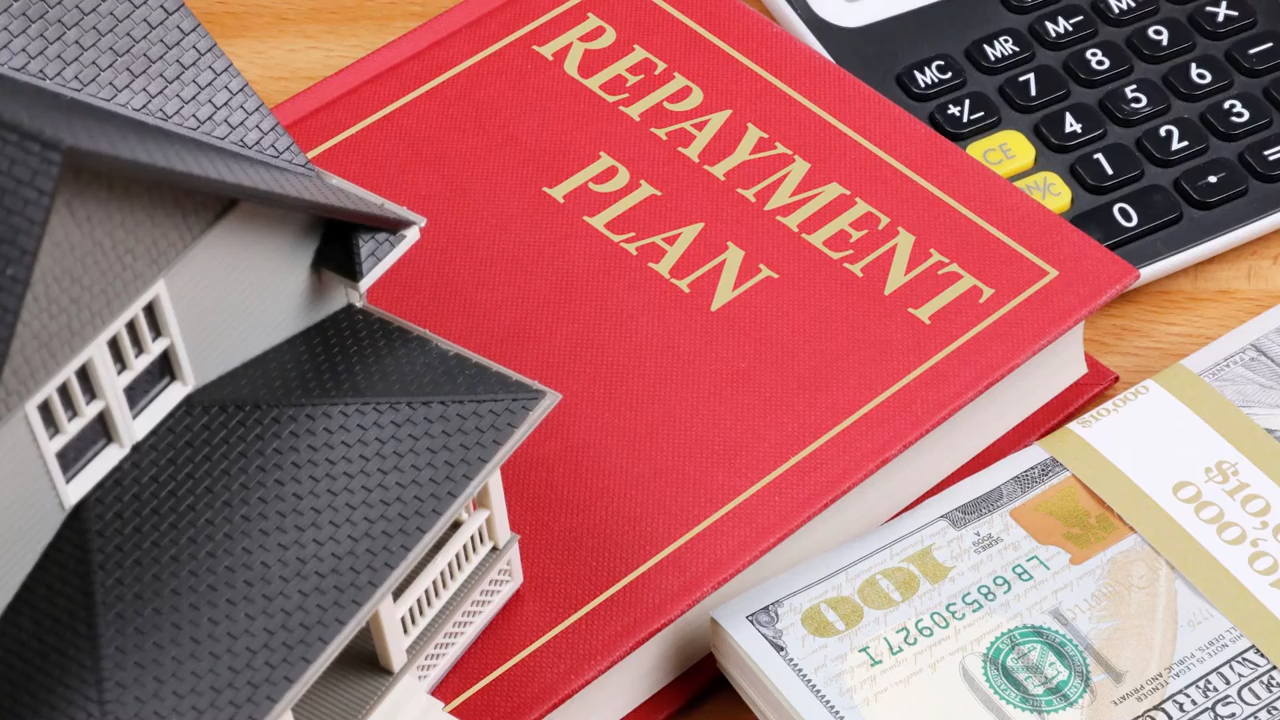 REPAYMENT
PLAN
MC
MR
M-
+/-
7
8
9
×
CE
4
5
6
−
1
2
3
0
·
=
$10,000
$10,
000
100
SERIES
2009
A
LB 68530927 I